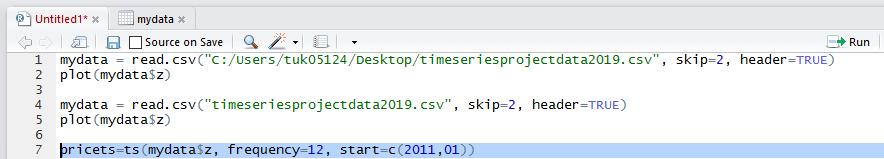 Untitled1* × mydata ×
Source on Save Run
1 mydata = read.csv("C:/Users/tuk05124/Desktop/timeseriesprojectdata2019.csv", skip=2, header=TRUE)
2 plot(mydata$z)
3
4 mydata = read.csv("timeseriesprojectdata2019.csv", skip=2, header=TRUE)
5 plot(mydata$z)
6
7 pricets=ts(mydata$z, frequency=12, start=c(2011,01))